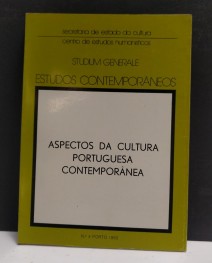 secretaria de estado da cultura
centro de estudos humanísticos
STUDIUM GENERALE
ESTUDOS CONTEMPORÂNEOS
ASPECTOS DA CULTURA
PORTUGUESA
CONTEMPORÂNEA